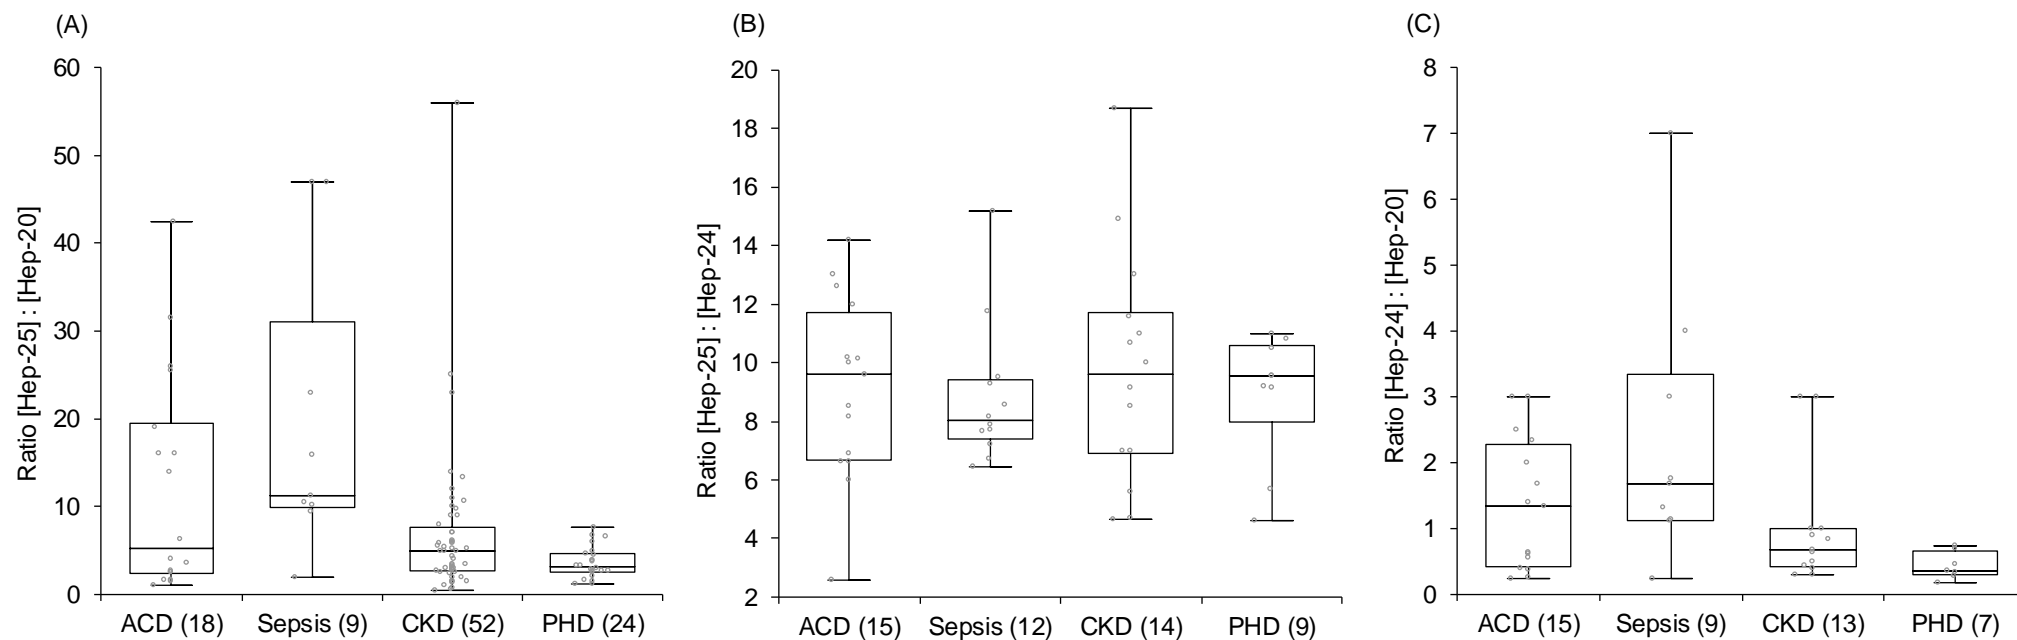 (A)
Ratio [Hep-25] : [Hep-20]
60
50
40
30
20
10
0
ACD (18)
Sepsis (9)
CKD (52)
PHD (24)
(B)
Ratio [Hep-25] : [Hep-24]
20
18
16
14
12
10
8
6
4
2
ACD (15)
Sepsis (12)
CKD (14)
PHD (9)
(C)
Ratio [Hep-24] : [Hep-20]
8
7
6
5
4
3
2
1
0
ACD (15)
Sepsis (9)
CKD (13)
PHD (7)